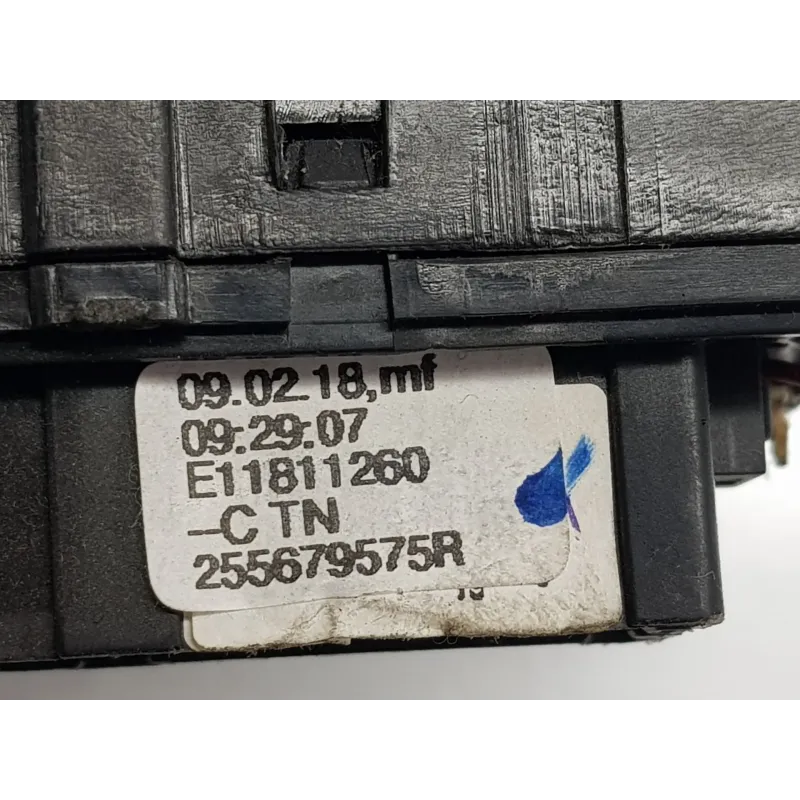 09.02.18,mf
09:29:07
E11811260
–C TN
255679575R